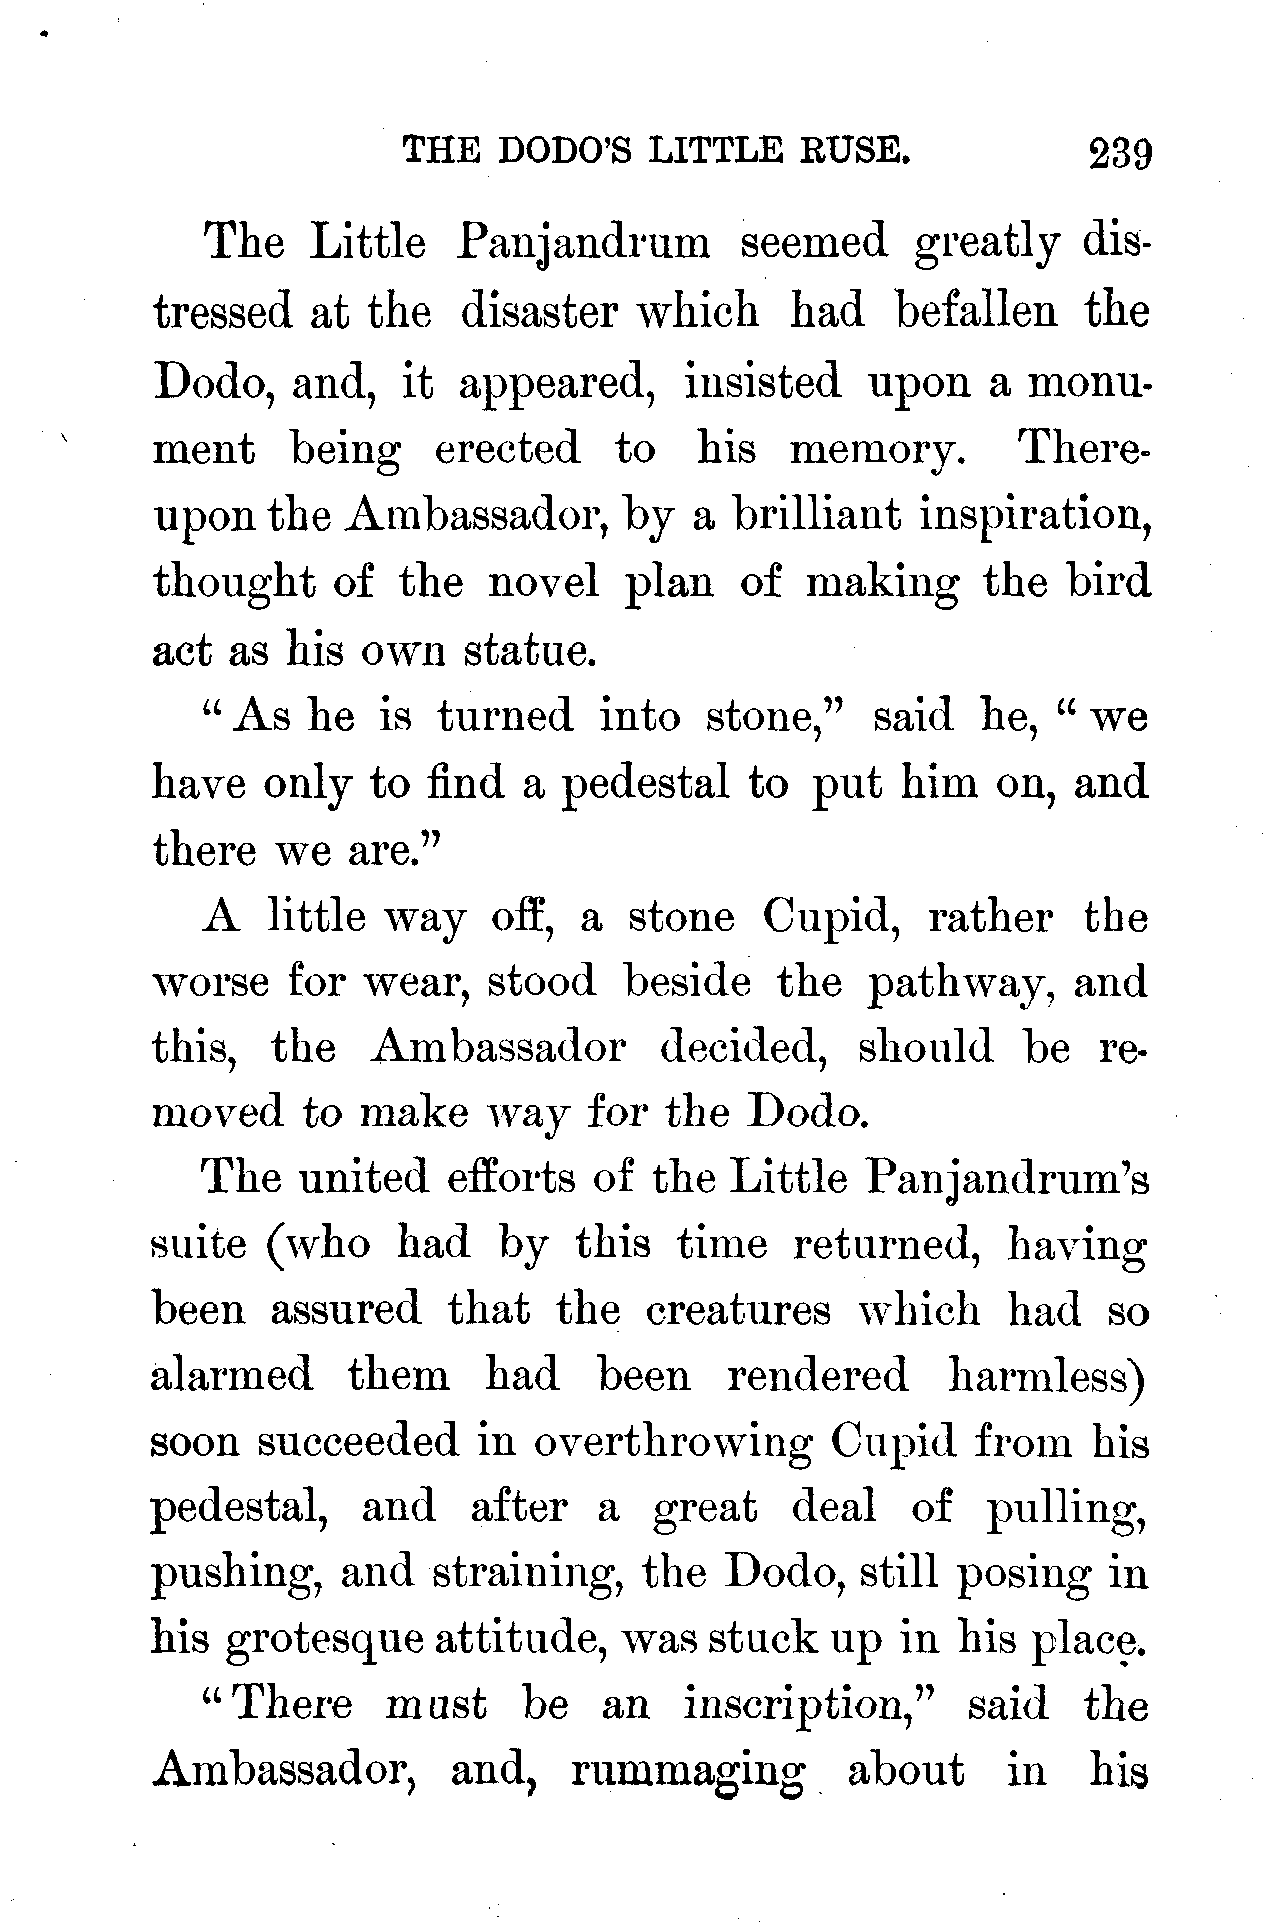 THE DODO'S LITTLE RUSE. 239
The Little Panjandrum seemed greatly dis-
tressed at the disaster which had befallen the
Dodo, and, it appeared, insisted upon a monu-
ment being erected to his memory. There-
upon the Ambassador, by a brilliant inspiration,
thought of the novel plan of making the bird
act as his own statue.
" As he is turned into stone," said he, " we
have only to find a pedestal to put him on, and
there we are."
A little way off, a stone Cupid, rather the
worse for wear, stood beside the pathway, and
this, the Ambassador decided, should be re-
moved to make way for the Dodo.
The united efforts of the Little Panjandrum's
suite (who had by this time returned, having
been assured that the creatures which had so
alarmed them had been rendered harmless)
soon succeeded in overthrowing Cupid from his
pedestal, and after a great deal of pulling,
pushing, and straining, the Dodo, still posing in
his grotesque attitude, was stuck up in his place.
" There must be an inscription," said the
Ambassador, and, rummaging about in his